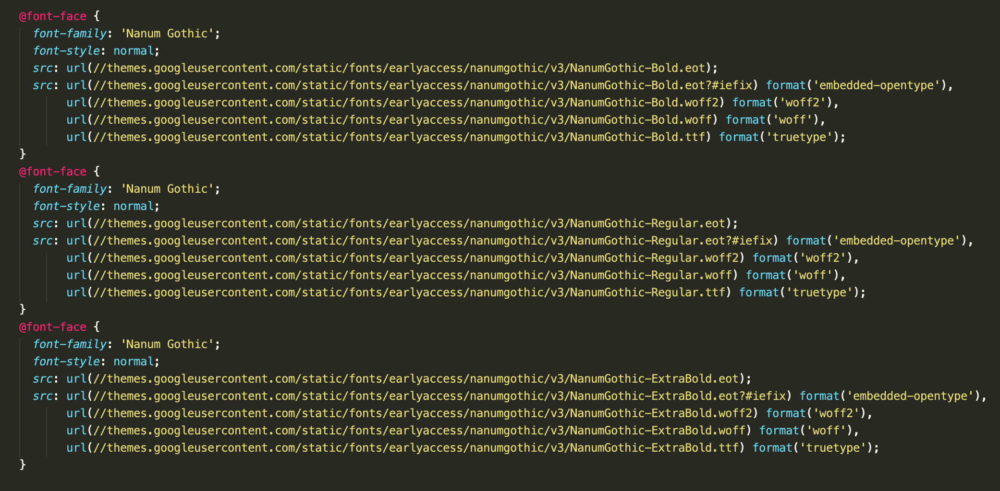 @font-face {
  font-family: 'Nanum Gothic';
  font-style: normal;
  src: url(//themes.googleusercontent.com/static/fonts/earlyaccess/nanumgothic/v3/NanumGothic-Bold.eot);
  src: url(//themes.googleusercontent.com/static/fonts/earlyaccess/nanumgothic/v3/NanumGothic-Bold.eot?#iefix) format('embedded-opentype'),
       url(//themes.googleusercontent.com/static/fonts/earlyaccess/nanumgothic/v3/NanumGothic-Bold.woff2) format('woff2'),
       url(//themes.googleusercontent.com/static/fonts/earlyaccess/nanumgothic/v3/NanumGothic-Bold.woff) format('woff'),
       url(//themes.googleusercontent.com/static/fonts/earlyaccess/nanumgothic/v3/NanumGothic-Bold.ttf) format('truetype');
}
@font-face {
  font-family: 'Nanum Gothic';
  font-style: normal;
  src: url(//themes.googleusercontent.com/static/fonts/earlyaccess/nanumgothic/v3/NanumGothic-Regular.eot);
  src: url(//themes.googleusercontent.com/static/fonts/earlyaccess/nanumgothic/v3/NanumGothic-Regular.eot?#iefix) format('embedded-opentype'),
       url(//themes.googleusercontent.com/static/fonts/earlyaccess/nanumgothic/v3/NanumGothic-Regular.woff2) format('woff2'),
       url(//themes.googleusercontent.com/static/fonts/earlyaccess/nanumgothic/v3/NanumGothic-Regular.woff) format('woff'),
       url(//themes.googleusercontent.com/static/fonts/earlyaccess/nanumgothic/v3/NanumGothic-Regular.ttf) format('truetype');
}
@font-face {
  font-family: 'Nanum Gothic';
  font-style: normal;
  src: url(//themes.googleusercontent.com/static/fonts/earlyaccess/nanumgothic/v3/NanumGothic-ExtraBold.eot);
  src: url(//themes.googleusercontent.com/static/fonts/earlyaccess/nanumgothic/v3/NanumGothic-ExtraBold.eot?#iefix) format('embedded-opentype'),
       url(//themes.googleusercontent.com/static/fonts/earlyaccess/nanumgothic/v3/NanumGothic-ExtraBold.woff2) format('woff2'),
       url(//themes.googleusercontent.com/static/fonts/earlyaccess/nanumgothic/v3/NanumGothic-ExtraBold.woff) format('woff'),
       url(//themes.googleusercontent.com/static/fonts/earlyaccess/nanumgothic/v3/NanumGothic-ExtraBold.ttf) format('truetype');
}